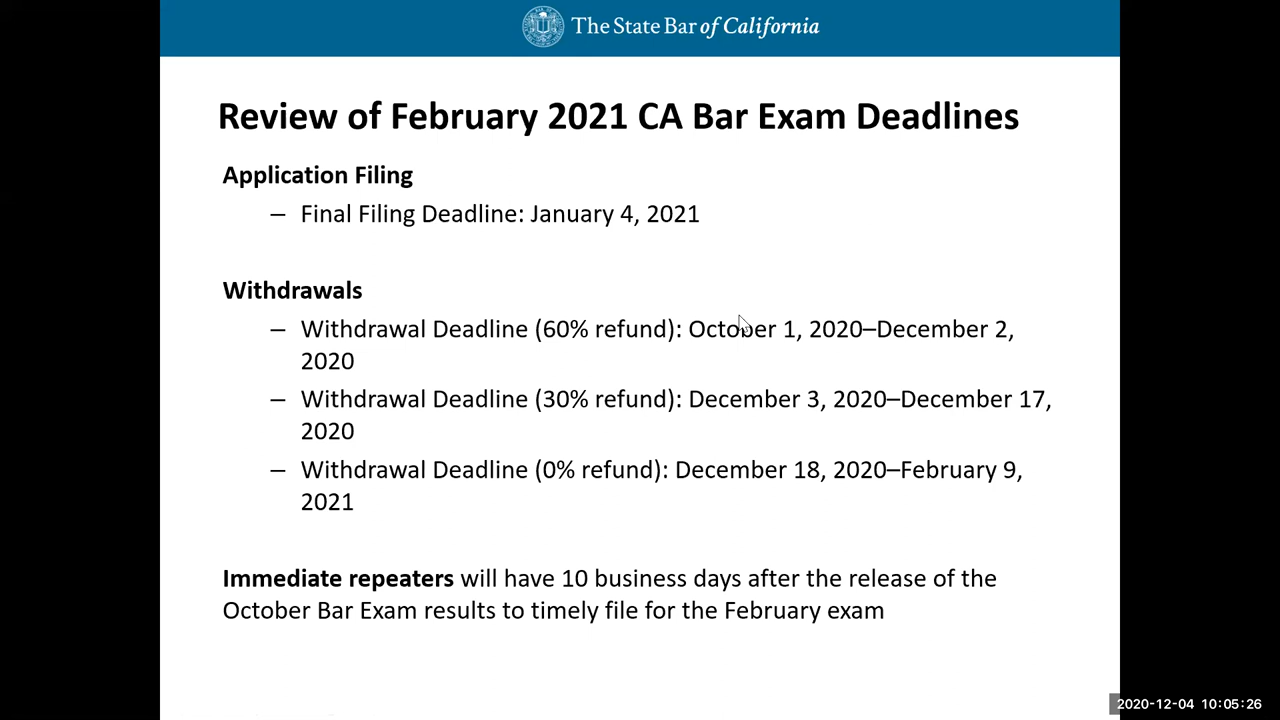 The State Bar of California
Review of February 2021 CA Bar Exam Deadlines
Application Filing
– Final Filing Deadline: January 4, 2021
Withdrawals
– Withdrawal Deadline (60% refund): October 1, 2020–December 2,
2020
– Withdrawal Deadline (30% refund): December 3, 2020–December 17,
2020
– Withdrawal Deadline (0% refund): December 18, 2020–February 9,
2021
Immediate repeaters will have 10 business days after the release of the
October Bar Exam results to timely file for the February exam
2020-12-04 10:05:26